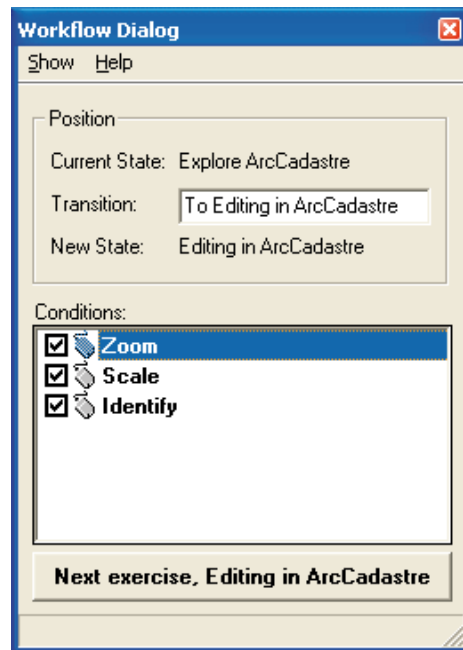 Workflow Dialog
Show Help
Position
Current State: Explore ArcCadastre
Transition: To Editing in ArcCadastre
New State: Editing in ArcCadastre
Conditions:
Zoom
Scale
Identify
Next exercise, Editing in ArcCadastre